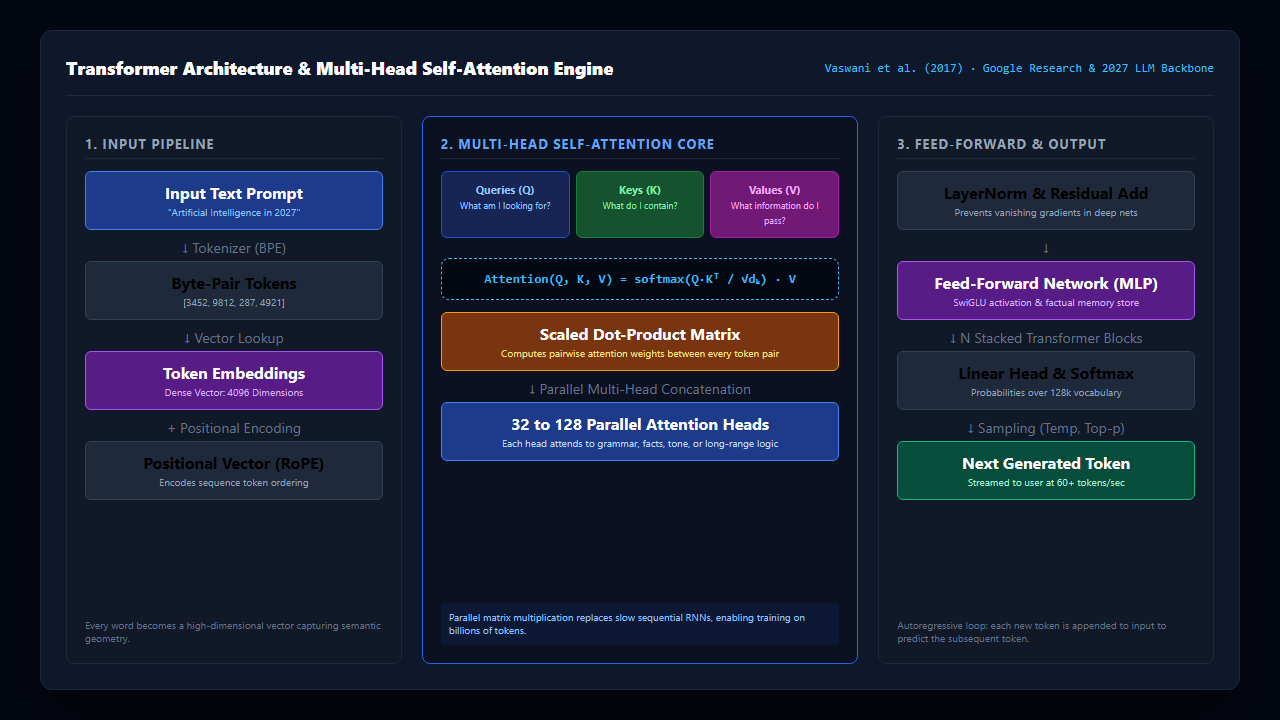 Transformer Architecture & Multi-Head Self-Attention Engine
Vaswani et al. (2017) · Google Research & 2027 LLM Backbone
1. INPUT PIPELINE
Input Text Prompt
"Artificial Intelligence in 2027"
↓ Tokenizer (BPE)
Byte-Pair Tokens
[3452, 9812, 287, 4921]
↓ Vector Lookup
Token Embeddings
Dense Vector: 4096 Dimensions
+ Positional Encoding
Positional Vector (RoPE)
Encodes sequence token ordering
Every word becomes a high-dimensional vector capturing semantic
geometry.
2. MULTI-HEAD SELF-ATTENTION CORE
Queries (Q)
What am I looking for?
Keys (K)
What do I contain?
Values (V)
What information do I
pass?
Attention(Q, K, V) = softmax(Q·Kᵀ / √dₖ) · V
Scaled Dot-Product Matrix
Computes pairwise attention weights between every token pair
↓ Parallel Multi-Head Concatenation
32 to 128 Parallel Attention Heads
Each head attends to grammar, facts, tone, or long-range logic
Parallel matrix multiplication replaces slow sequential RNNs, enabling training on
billions of tokens.
3. FEED-FORWARD & OUTPUT
LayerNorm & Residual Add
Prevents vanishing gradients in deep nets
↓
Feed-Forward Network (MLP)
SwiGLU activation & factual memory store
↓ N Stacked Transformer Blocks
Linear Head & Softmax
Probabilities over 128k vocabulary
↓ Sampling (Temp, Top-p)
Next Generated Token
Streamed to user at 60+ tokens/sec
Autoregressive loop: each new token is appended to input to
predict the subsequent token.